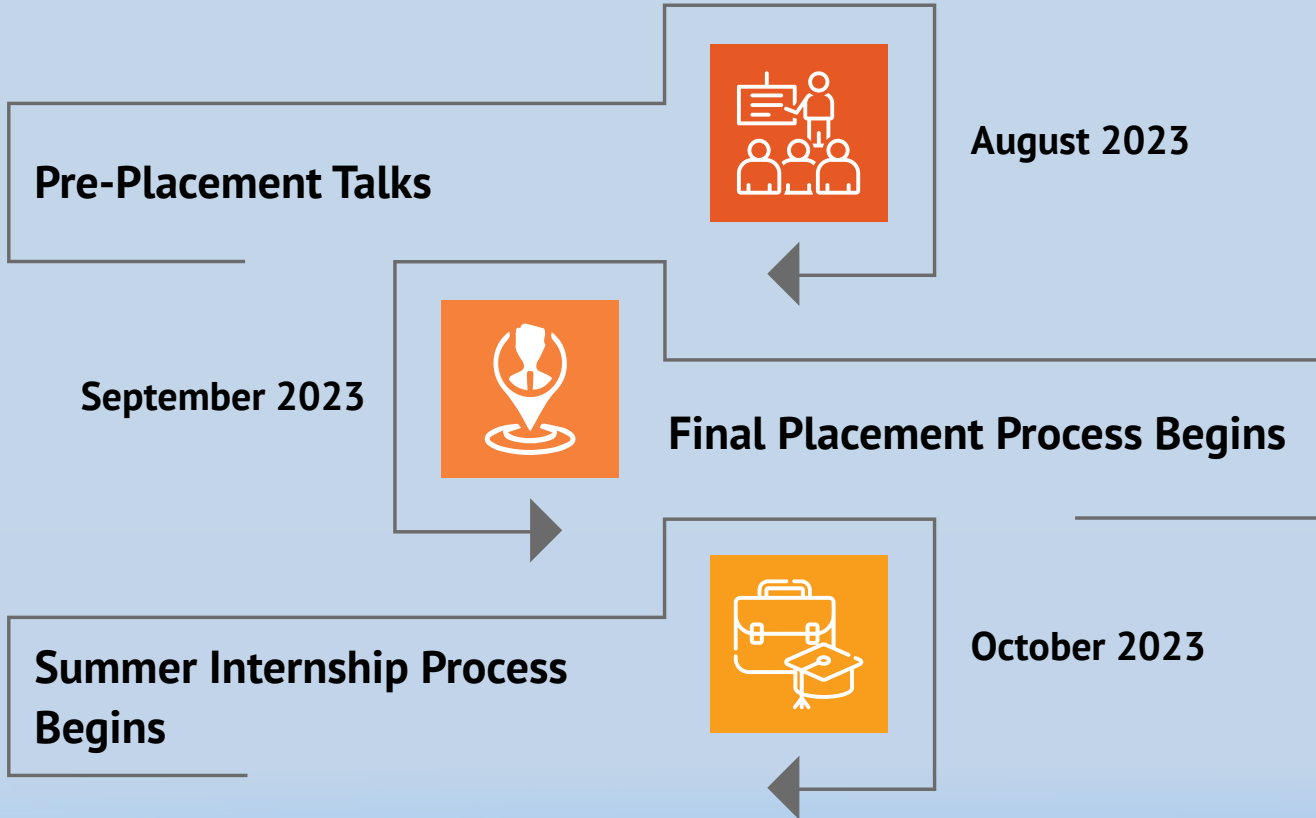 August 2023
Pre-Placement Talks
September 2023
Final Placement Process Begins
October 2023
Summer Internship Process
Begins